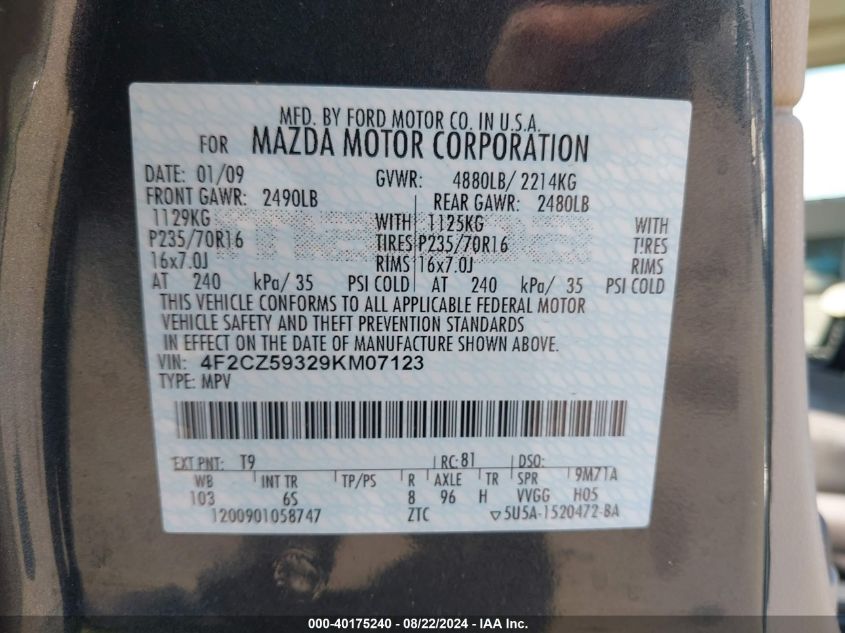 MFD. BY FORD MOTOR CO. IN U.S.A.
FOR MAZDA MOTOR CORPORATION
DATE: 01/09 GVWR: 4880LB/ 2214KG
FRONT GAWR: 2490LB REAR GAWR: 2480LB
1129KG WITH 1125KG WITH
P235/70R16 TIRES P235/70R16 TIRES
16x7.0J RIMS 16x7.0J RIMS
AT 240 kPa/ 35 PSI COLD AT 240 kPa/ 35 PSI COLD
THIS VEHICLE CONFORMS TO ALL APPLICABLE FEDERAL MOTOR
VEHICLE SAFETY AND THEFT PREVENTION STANDARDS
IN EFFECT ON THE DATE OF MANUFACTURE SHOWN ABOVE.
VIN: 4F2CZ59329KM07123
TYPE: MPV
EXT PNT: T9 RC: 81 DSO:
WB INT TR TP/PS R AXLE TR SPR 9M71A
103 6S 8 96 H VVGG H05
1200901058747 ZTC ▽5U5A-1520472-BA
000-40175240 - 08/22/2024 - IAA Inc.